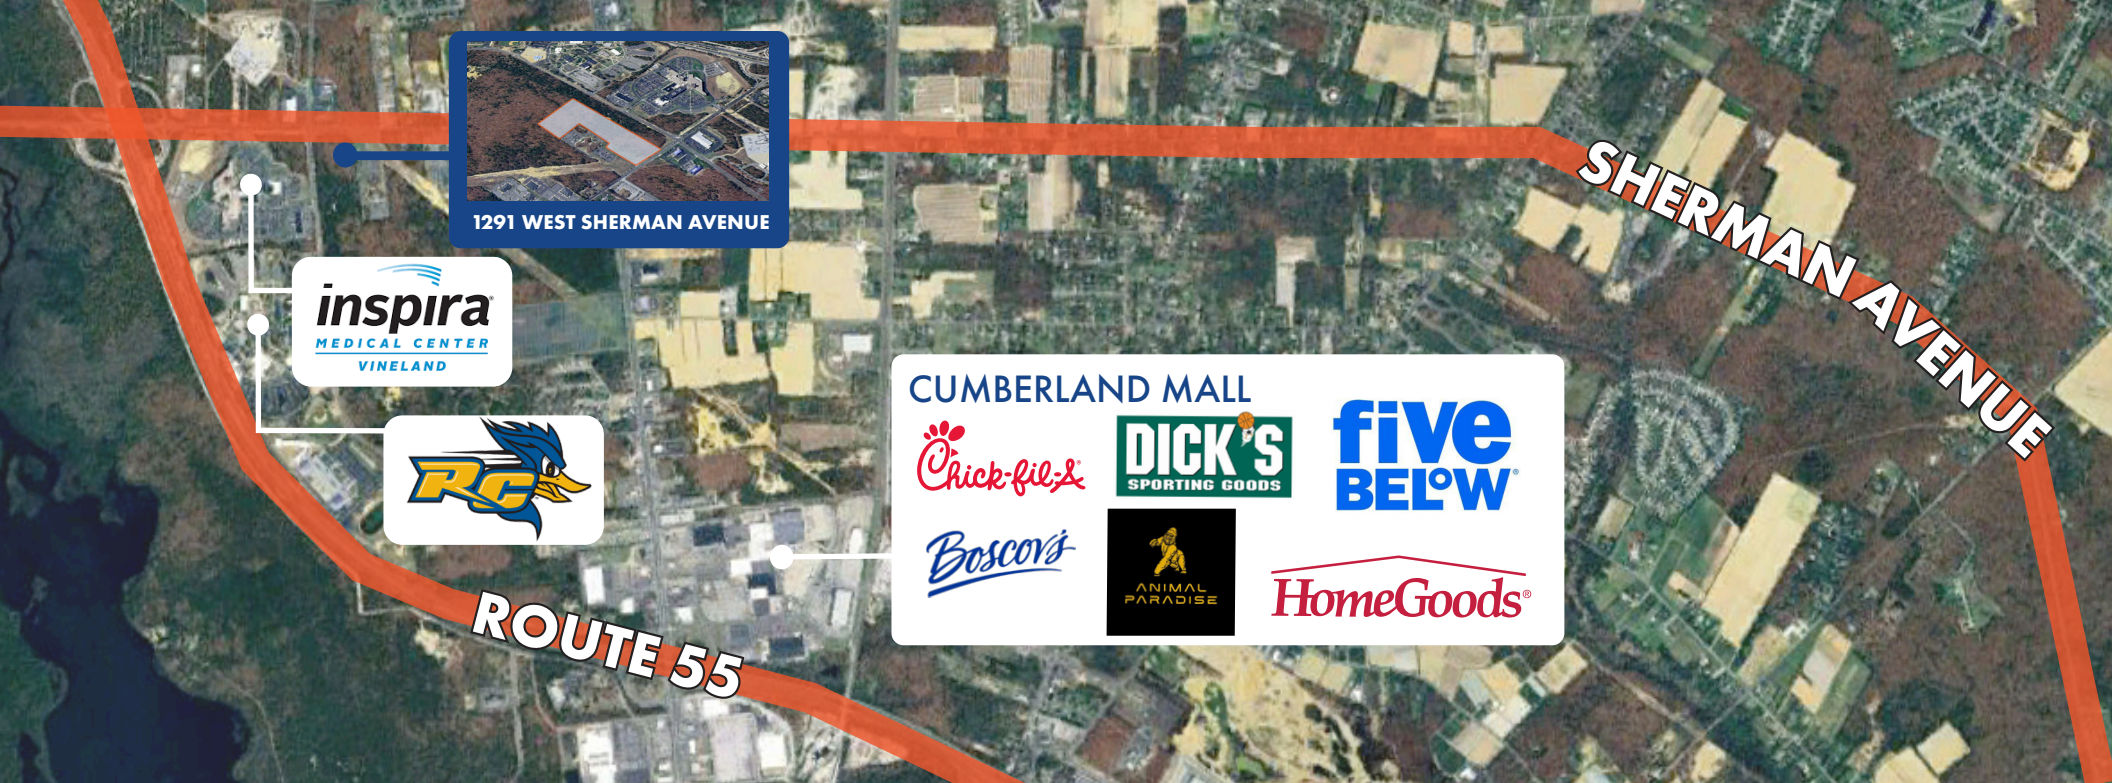 1291 WEST SHERMAN AVENUE
inspira
MEDICAL CENTER
VINELAND
RC
CUMBERLAND MALL
Chick-fil-A
DICK'S
SPORTING GOODS
five
BELOW
Boscov's
ANIMAL
PARADISE
HomeGoods®
SHERMAN AVENUE
ROUTE 55